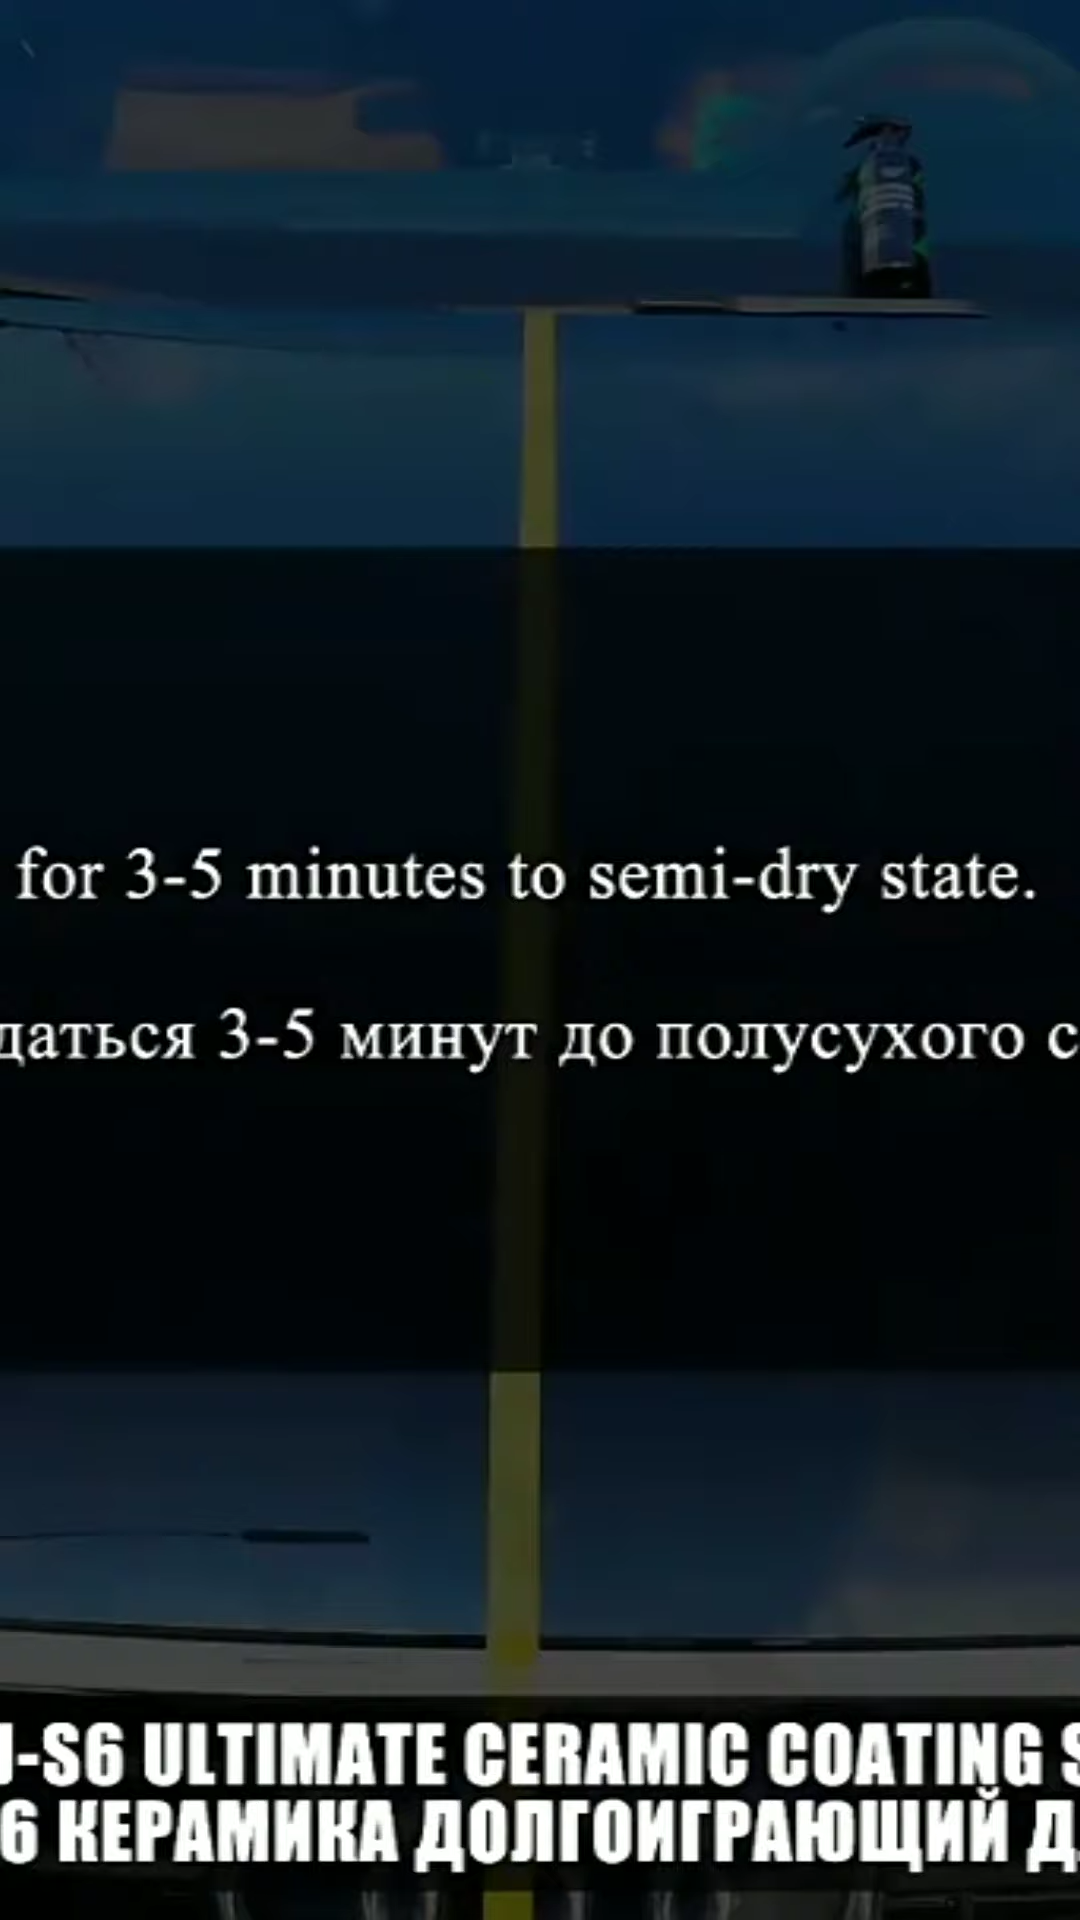 for 3-5 minutes to semi-dry state.
даться 3-5 минут до полусухого с
J-S6 ULTIMATE CERAMIC COATING S
6 КЕРАМИКА ДОЛГОИГРАЮЩИЙ Д